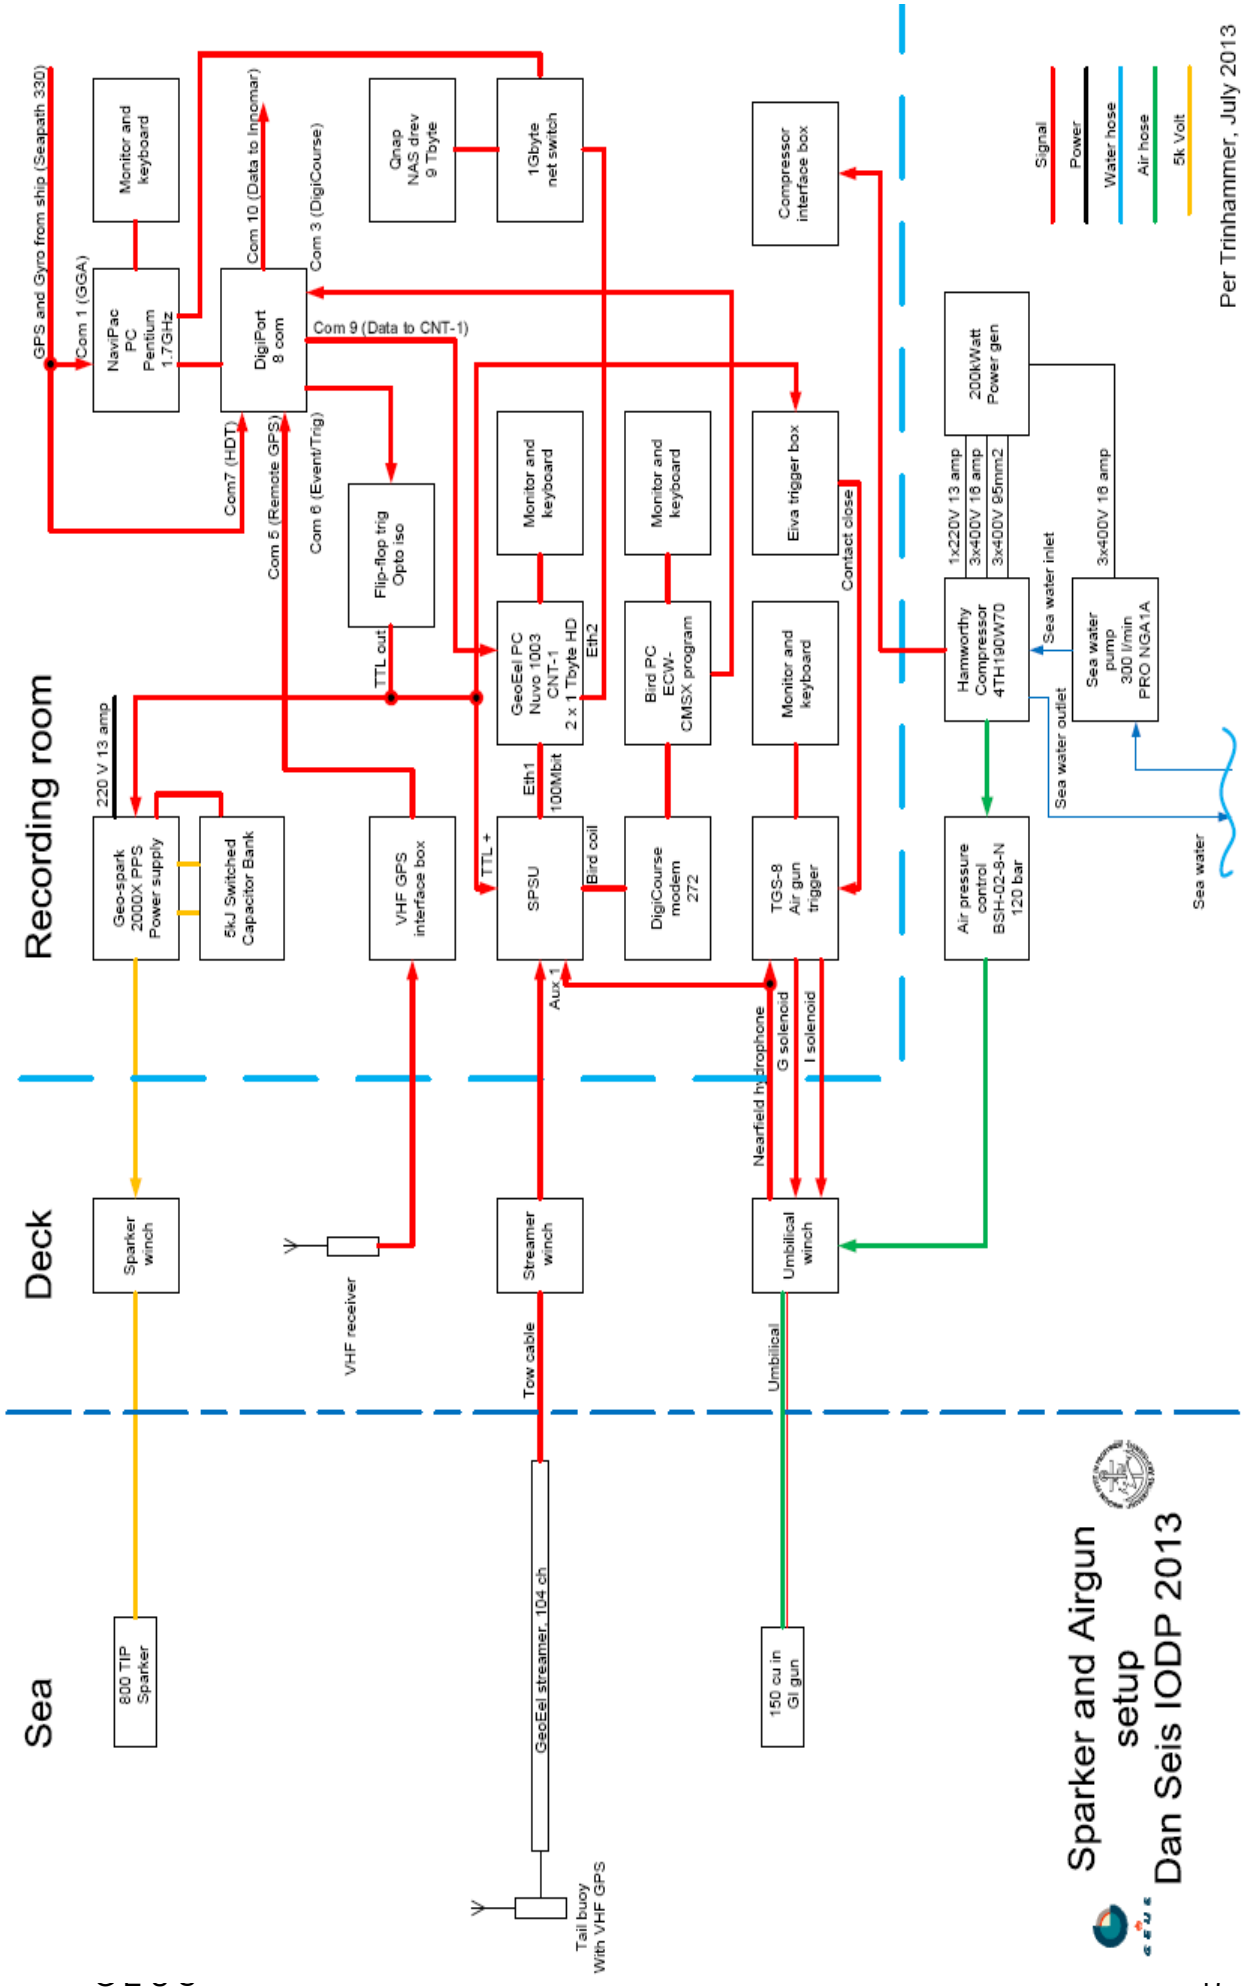 Recording room
Deck
Sea
GPS and Gyro from ship (Seapath 330)
Com 1 (GGA)
Monitor and
keyboard
NaviPac
PC
Pentium
1.7GHz
Com7 (HDT)
Com 10 (Data to Innomar)
Com 3 (DigiCourse)
DigiPort
8 com
Com 9 (Data to CNT-1)
Com 5 (Remote GPS)
Com 6 (Event/Trig)
Qnap
NAS drev
9 Tbyte
1Gbyte
net switch
Flip-flop trig
Opto iso
TTL out
220 V 13 amp
Geo-spark
2000X PPS
Power supply
5kJ Switched
Capacitor Bank
VHF GPS
interface box
Monitor and
keyboard
GeoEel PC
Nuvo 1003
CNT-1
2 x 1 Tbyte HD
Eth2
Eth1
100Mbit
TTL +
SPSU
Aux 1
Bird coil
Monitor and
keyboard
Bird PC
ECW-
CMSX program
DigiCourse
modem
272
Eiva trigger box
Contact close
Monitor and
keyboard
TGS-8
Air gun
trigger
Nearfield hydrophone
G solenoid
I solenoid
Compressor
interface box
200kWatt
Power gen
1x220V 13 amp
3x400V 16 amp
3x400V 95mm2
3x400V 16 amp
Hamworthy
Compressor
4TH190W70
Sea water inlet
Sea water outlet
Sea water
pump
300 l/min
PRO NGA1A
Sea water
Air pressure
control
BSH-02-8-N
120 bar
Sparker
winch
VHF receiver
Streamer
winch
Tow cable
Umbilical
winch
Umbilical
800 TIP
Sparker
GeoEel streamer, 104 ch
Tail buoy
With VHF GPS
150 cu in
GI gun
Signal
Power
Water hose
Air hose
5k Volt
Per Trinhammer, July 2013
Sparker and Airgun
setup
Dan Seis IODP 2013
GEUS